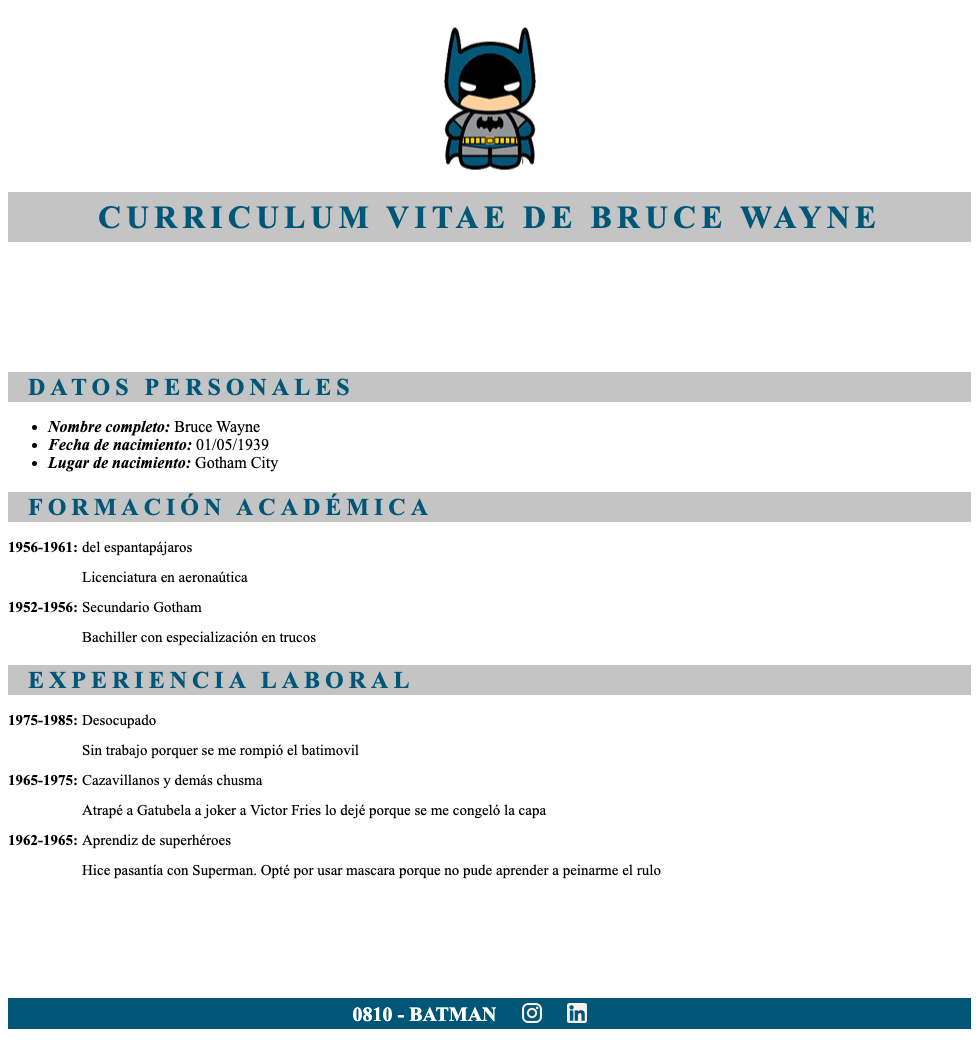 CURRICULUM VITAE DE BRUCE WAYNE
DATOS PERSONALES
Nombre completo: Bruce Wayne
Fecha de nacimiento: 01/05/1939
Lugar de nacimiento: Gotham City
FORMACIÓN ACADÉMICA
1956-1961: del espantapájaros
Licenciatura en aeronaútica
1952-1956: Secundario Gotham
Bachiller con especialización en trucos
EXPERIENCIA LABORAL
1975-1985: Desocupado
Sin trabajo porquer se me rompió el batimovil
1965-1975: Cazavillanos y demás chusma
Atrapé a Gatubela a joker a Victor Fries lo dejé porque se me congeló la capa
1962-1965: Aprendiz de superhéroes
Hice pasantía con Superman. Opté por usar mascara porque no pude aprender a peinarme el rulo
0810 - BATMAN